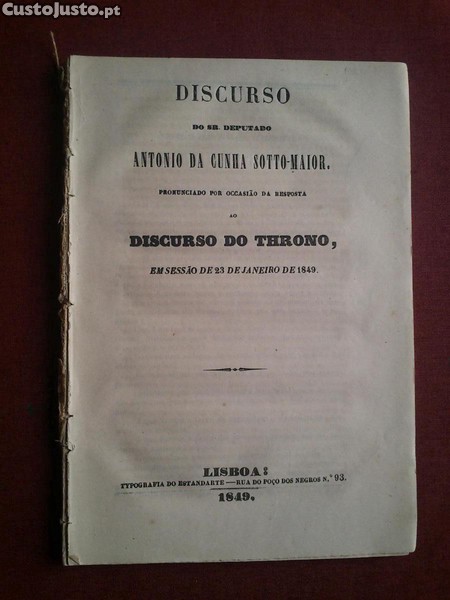 CustoJusto.pt
DISCURSO
DO SR. DEPUTADO
ANTONIO DA CUNHA SOTTO-MAIOR.
PRONUNCIADO POR OCCASIÃO DA RESPOSTA
AO
DISCURSO DO THRONO,
EM SESSÃO DE 23 DE JANEIRO DE 1849.
LISBOA:
TYPOGRAFIA DO ESTANDARTE — RUA DO POÇO DOS NEGROS N.º 93.
1849.